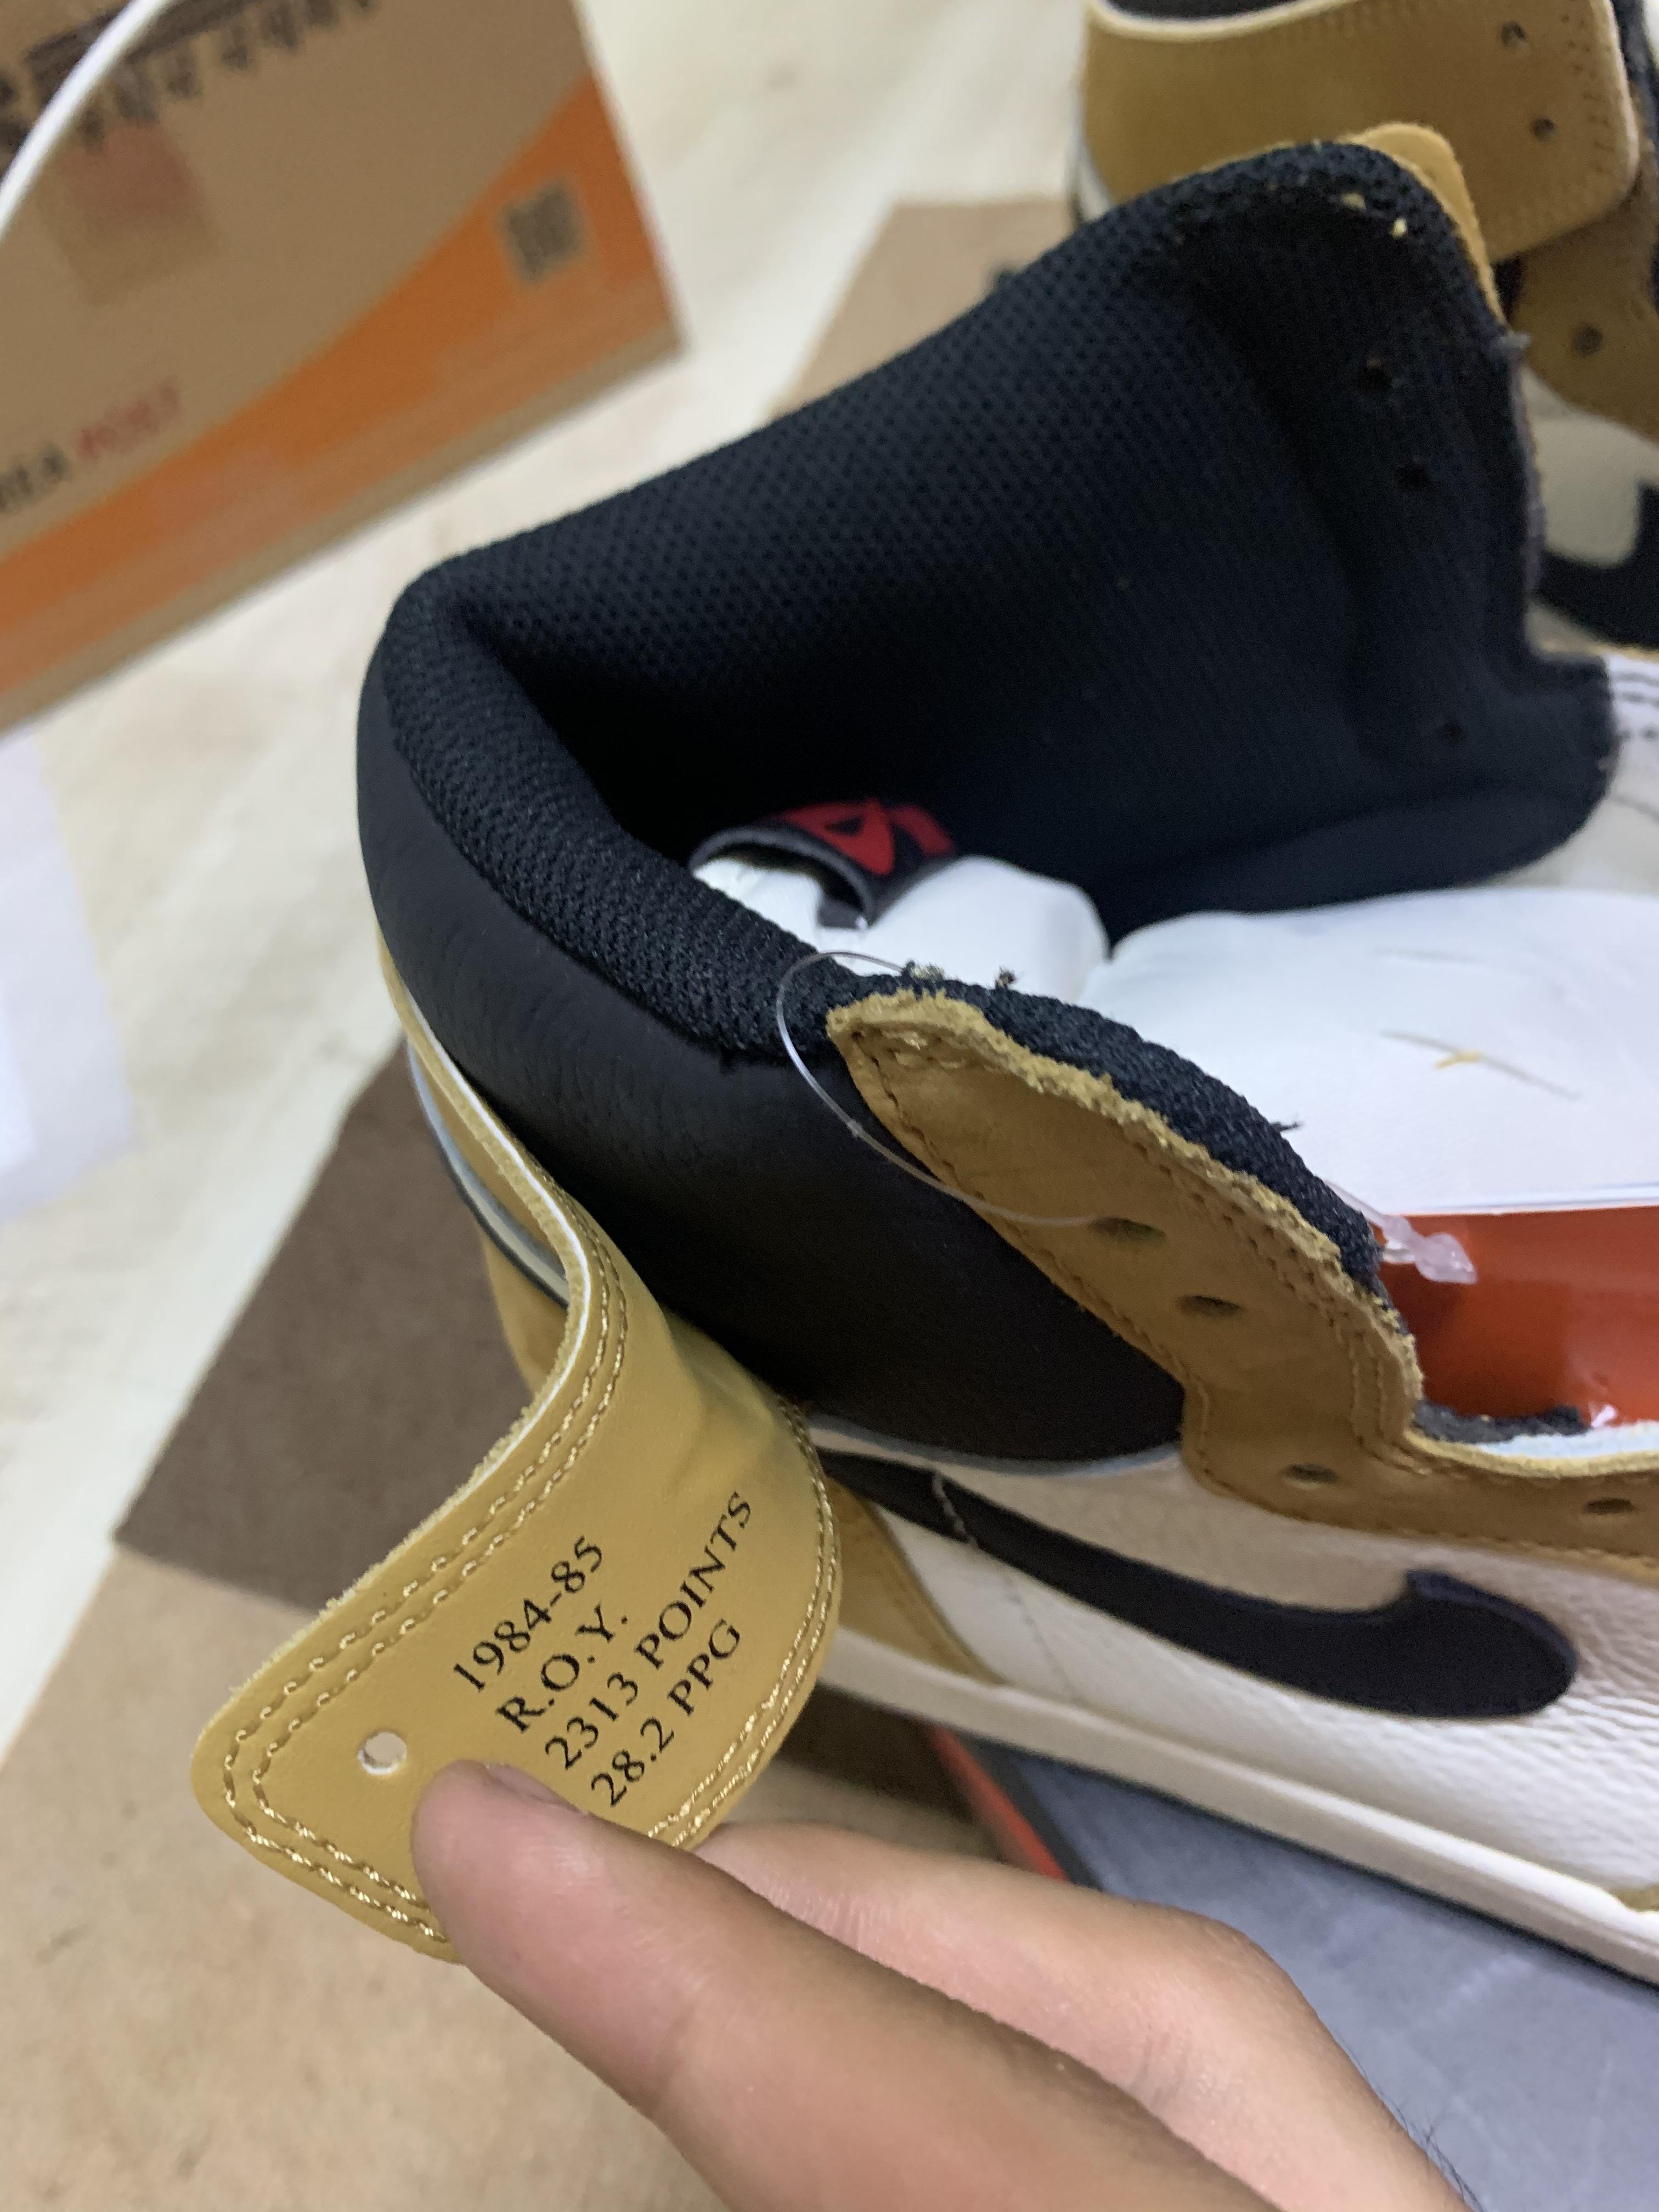 1984-85
R.O.Y.
2313 POINTS
28.2 PPG